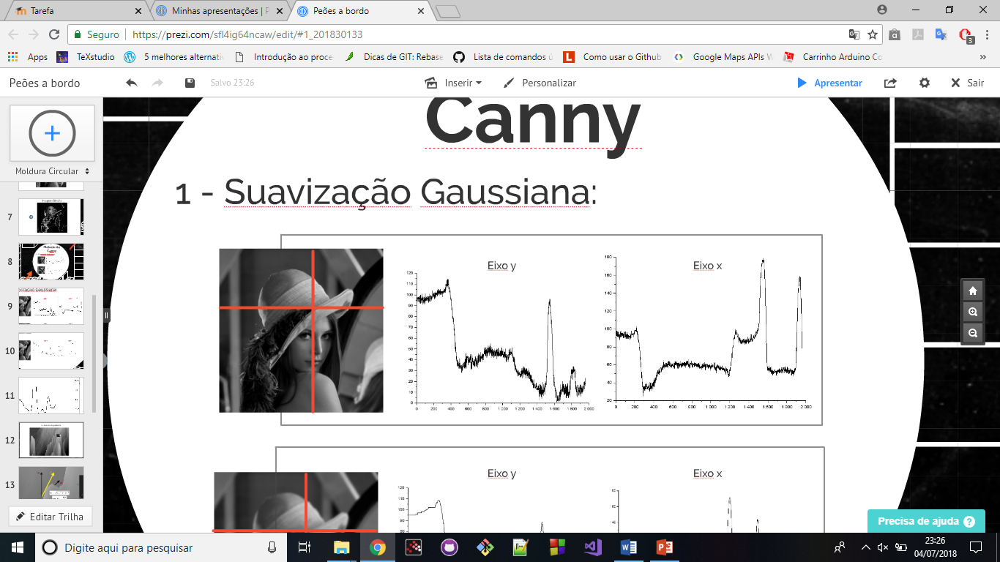 Tarefa
Minhas apresentações | P
Peões a bordo
Seguro
https://prezi.com/sfl4ig64ncaw/edit/#1_201830133
Apps
TeXstudio
5 melhores alternati
Introdução ao proce
Dicas de GIT: Rebase
Lista de comandos
Como usar o Github
Google Maps APIs
Carrinho Arduino Co
»
Peões a bordo
Salvo 23:26
Inserir
Personalizar
Apresentar
Sair
Moldura Circular
7
8
9
10
11
12
13
Editar Trilha
Canny
1 - Suavização Gaussiana:
Eixo y
120
110
100
90
80
70
60
50
40
30
20
10
0
0 200 400 600 800 1 000 1 200 1 400 1 600 1 800 2 000
Eixo x
180
160
140
120
100
80
60
40
20
0 200 400 600 800 1 000 1 200 1 400 1 600 1 800 2 000
Eixo y
120
110
100
90
80
Eixo x
Precisa de ajuda ?
Digite aqui para pesquisar
23:26
04/07/2018